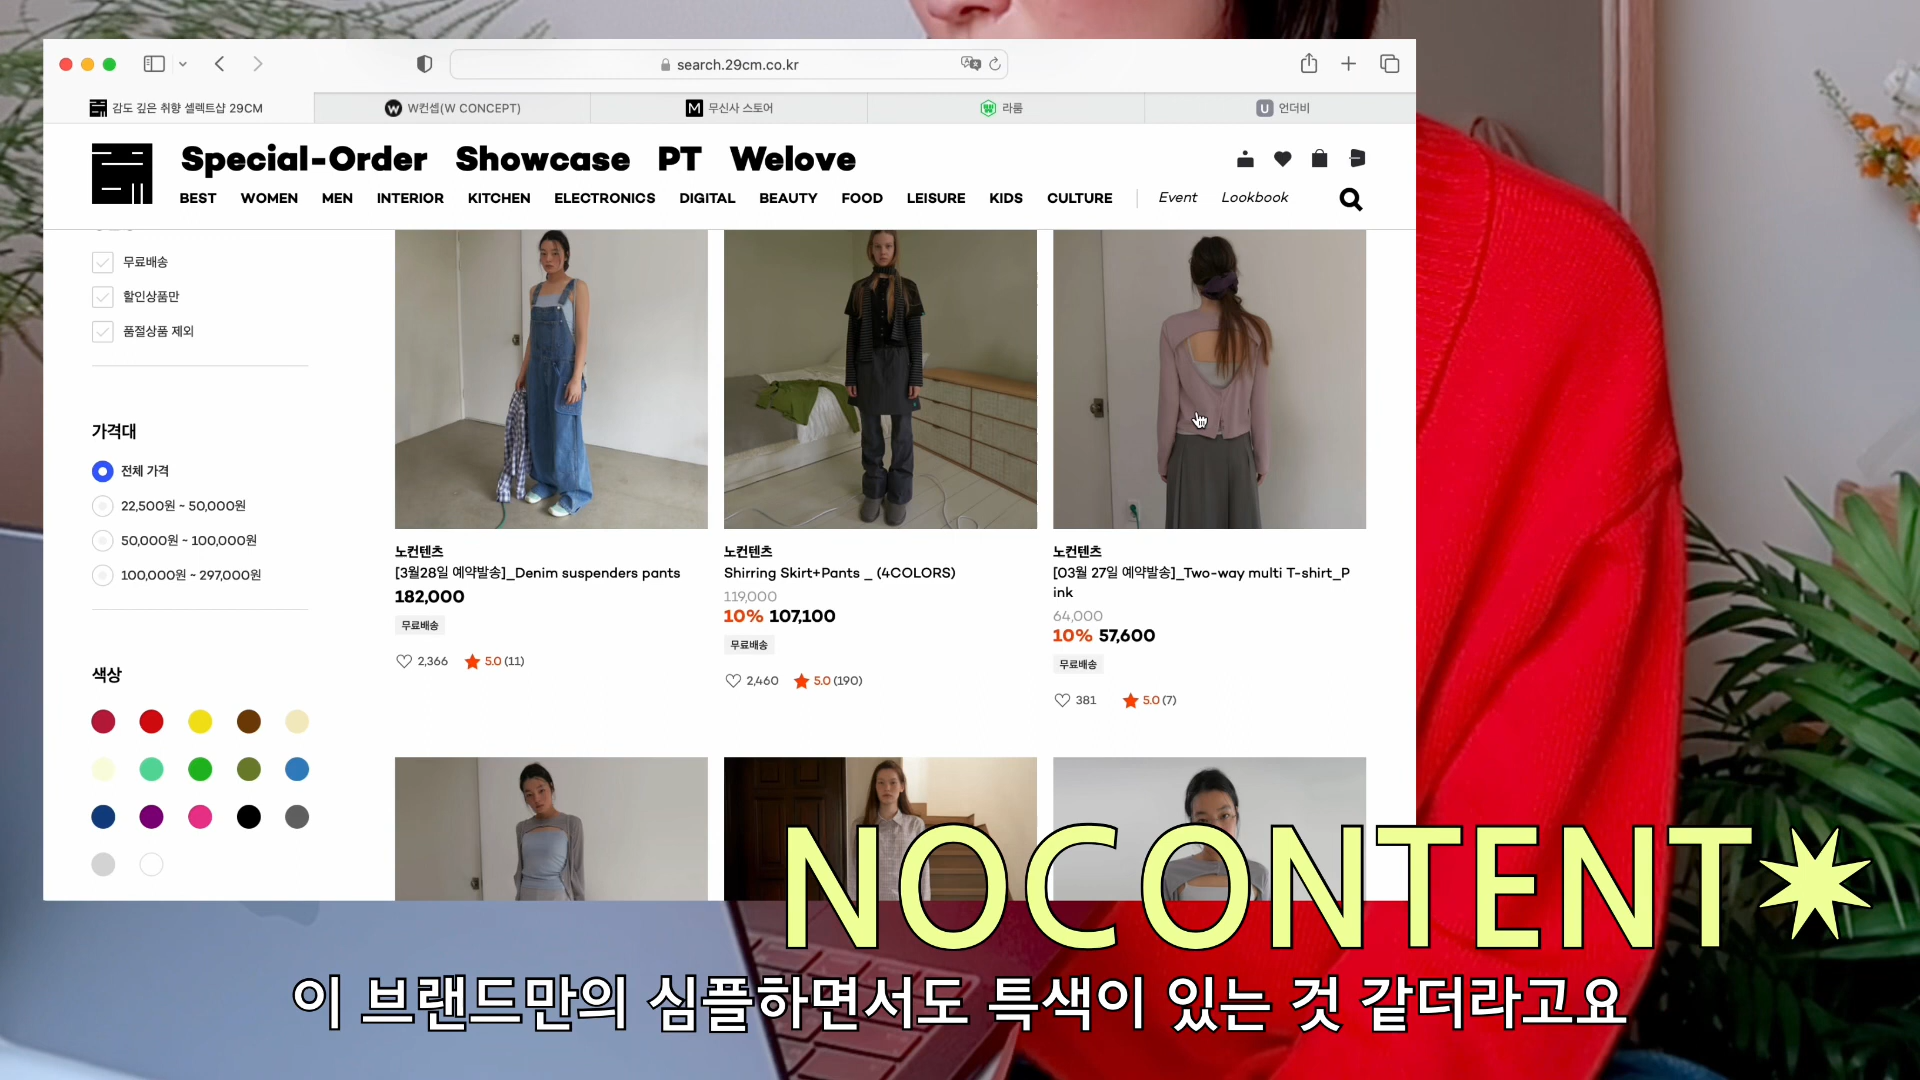 search.29cm.co.kr
감도 깊은 취향 셀렉트샵 29CM
W컨셉(W CONCEPT)
무신사 스토어
라룸
언더비
Special-Order Showcase PT Welove
BEST WOMEN MEN INTERIOR KITCHEN ELECTRONICS DIGITAL BEAUTY FOOD LEISURE KIDS CULTURE Event Lookbook
무료배송
할인상품만
품절상품 제외
가격대
전체 가격
22,500원 ~ 50,000원
50,000원 ~ 100,000원
100,000원 ~ 297,000원
색상
노컨텐츠
[3월28일 예약발송]_Denim suspenders pants
182,000
무료배송
2,366 5.0 (11)
노컨텐츠
Shirring Skirt+Pants _ (4COLORS)
119,000
10% 107,100
무료배송
2,460 5.0 (190)
노컨텐츠
[03월 27일 예약발송]_Two-way multi T-shirt_P
ink
64,000
10% 57,600
무료배송
381 5.0 (7)
NOCONTENT
이 브랜드만의 심플하면서도 특색이 있는 것 같더라고요